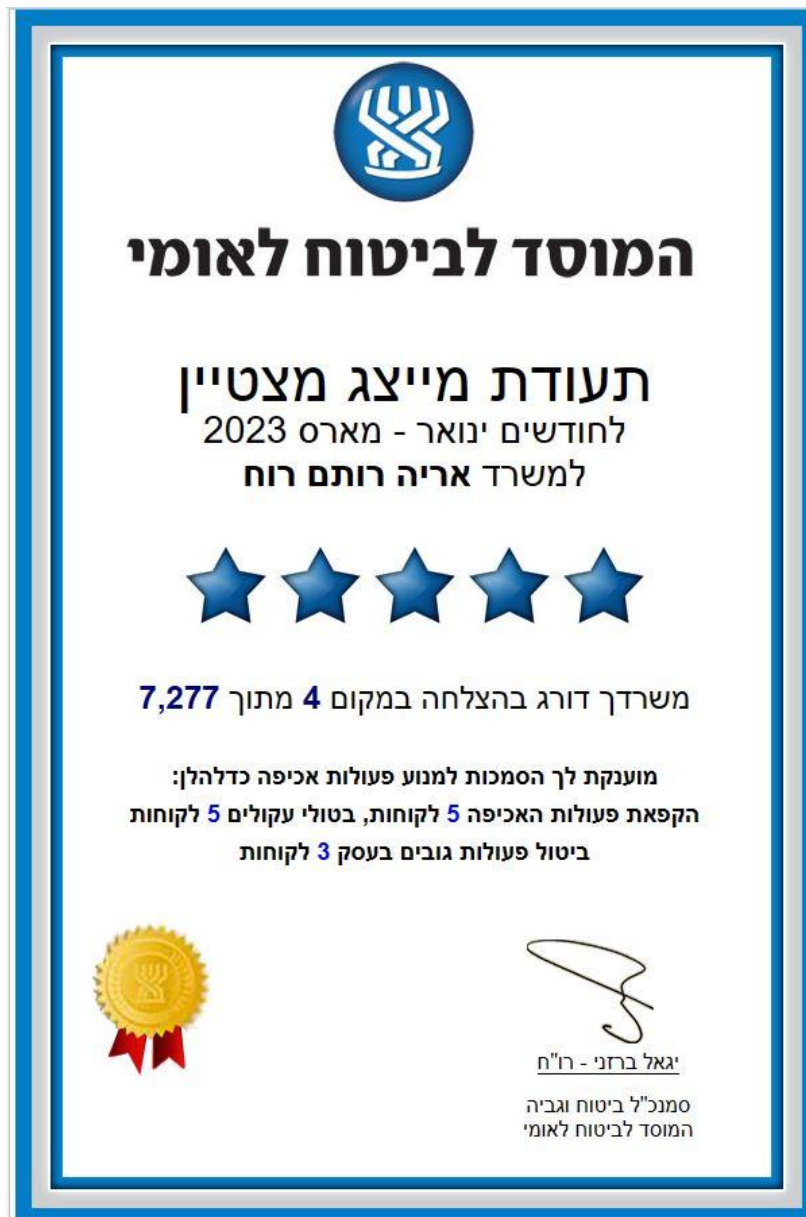 המוסד לביטוח לאומי
תעודת מייצג מצטיין
לחודשים ינואר - מארס 2023
למשרד אריה רותם רוח
משרדך דורג בהצלחה במקום 4 מתוך 7,277
מוענקת לך הסמכות למנוע פעולות אכיפה כדלהלן:
הקפאת פעולות האכיפה 5 לקוחות, בטולי עקולים 5 לקוחות
ביטול פעולות גובים בעסק 3 לקוחות
יגאל ברזני - רו"ח
סמנכ"ל ביטוח וגביה
המוסד לביטוח לאומי